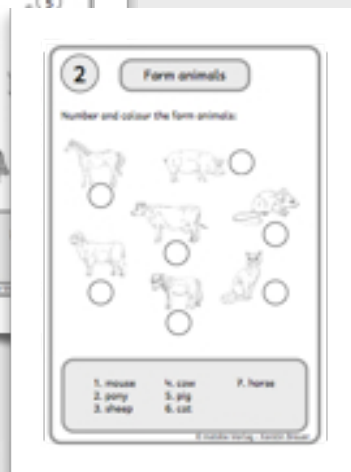 5
2 Farm animals
Number and colour the farm animals:
1. mouse 4. cow 7. horse
2. pony 5. pig
3. sheep 6. cat